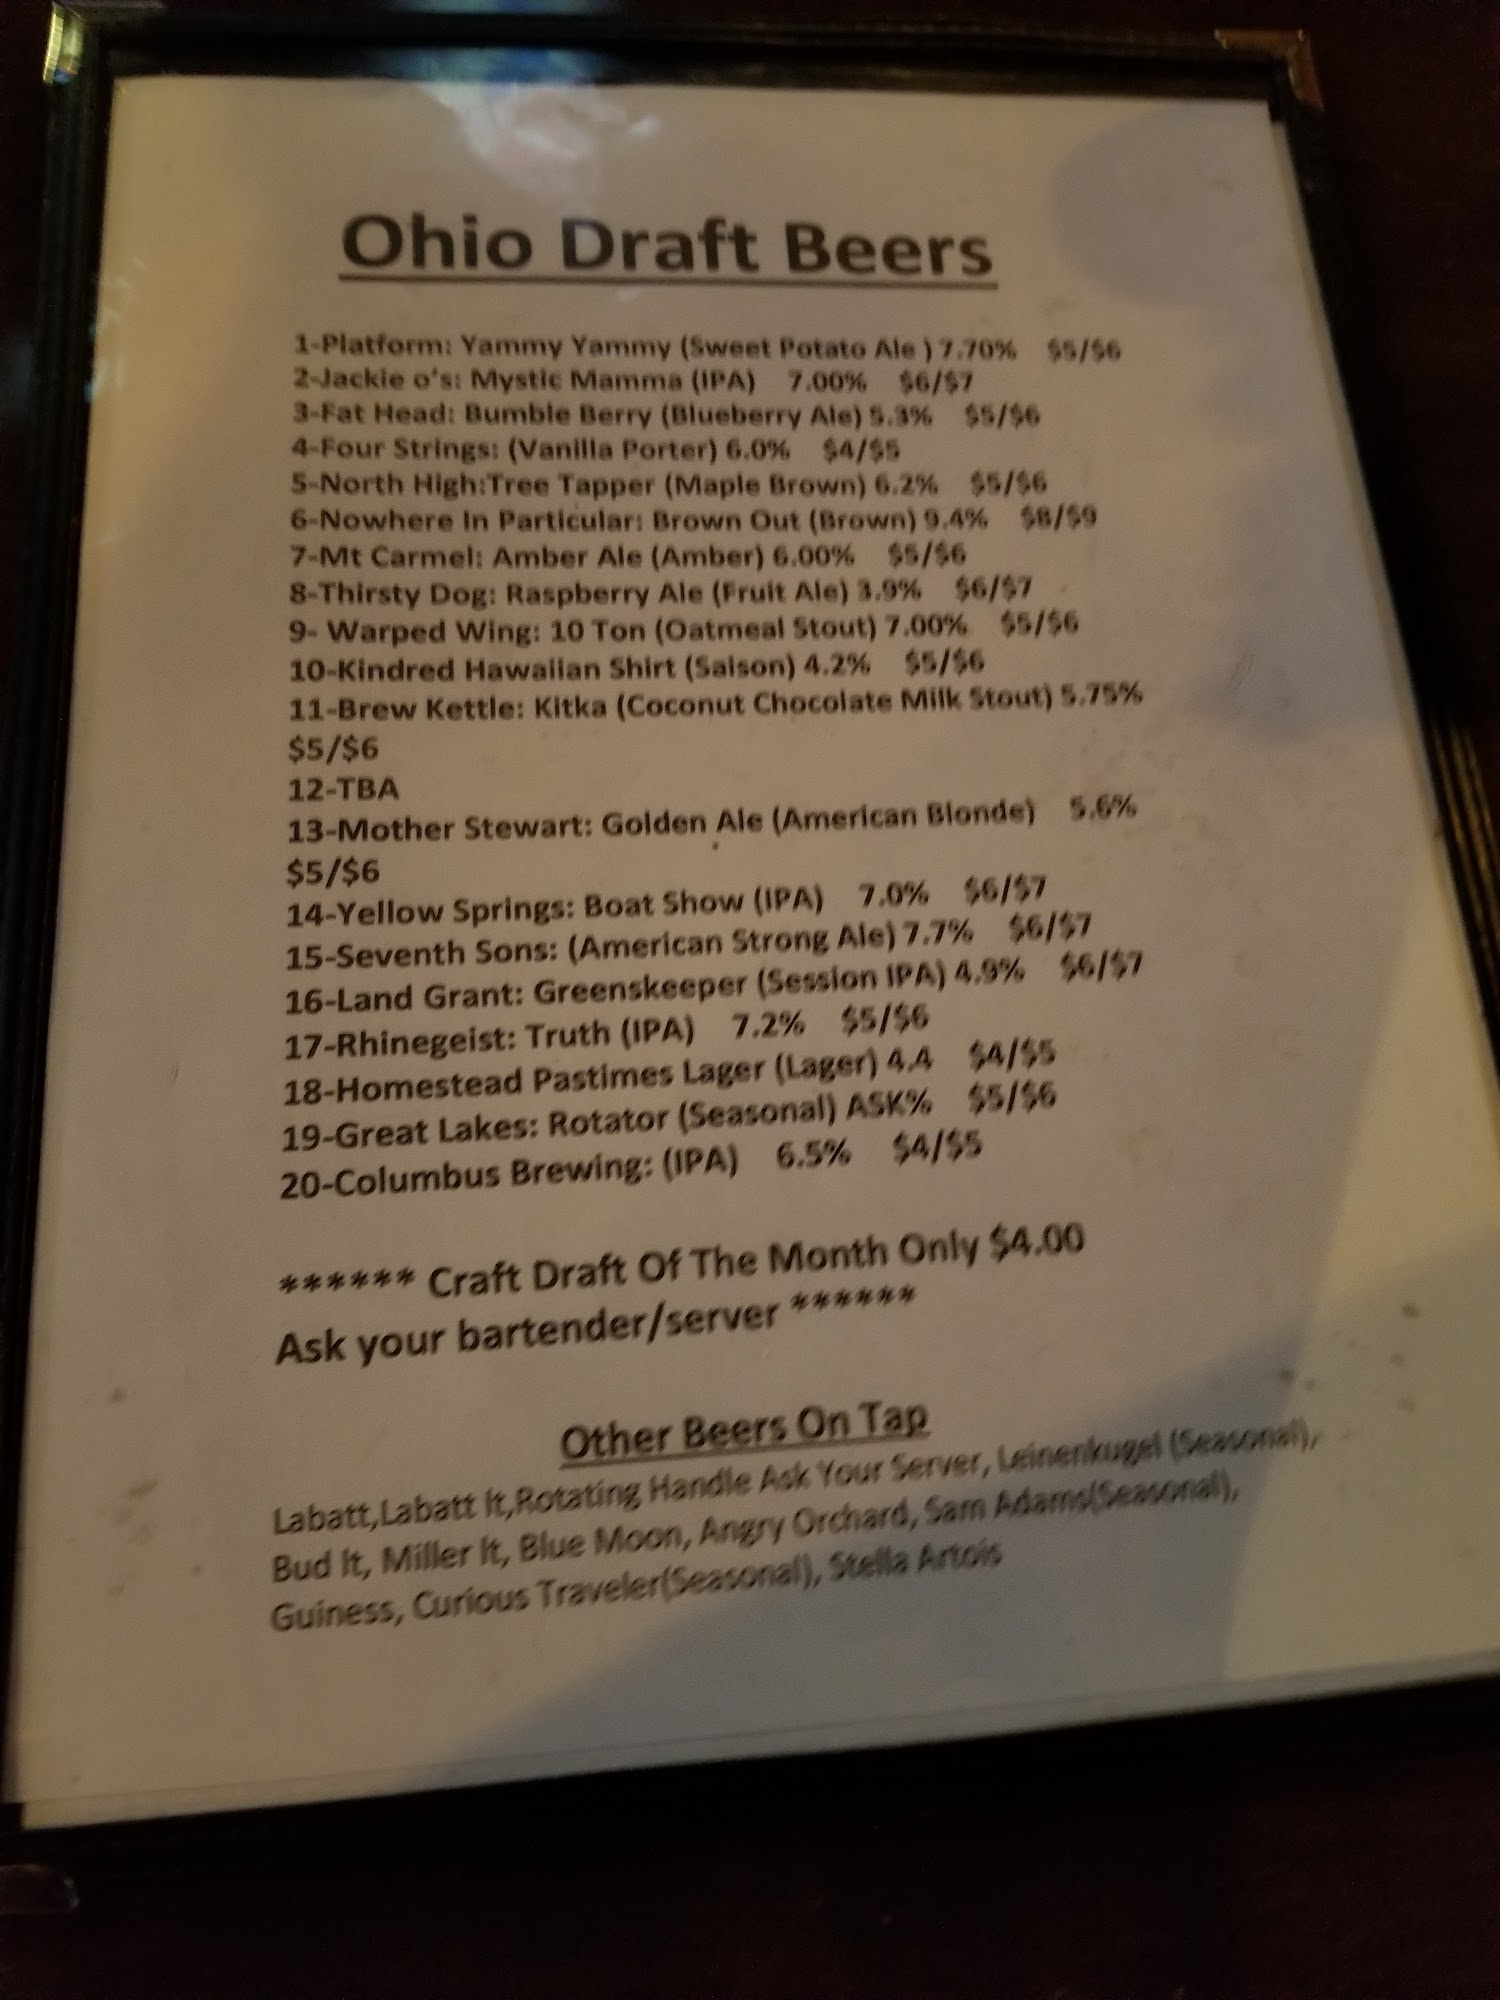 Ohio Draft Beers
1-Platform: Yammy Yammy (Sweet Potato Ale ) 7.70% $5/$6
2-Jackie o's: Mystic Mamma (IPA) 7.00% $6/$7
3-Fat Head: Bumble Berry (Blueberry Ale) 5.3% $5/$6
4-Four Strings: (Vanilla Porter) 6.0% $4/$5
5-North High:Tree Tapper (Maple Brown) 6.2% $5/$6
6-Nowhere In Particular: Brown Out (Brown) 9.4% $8/$9
7-Mt Carmel: Amber Ale (Amber) 6.00% $5/$6
8-Thirsty Dog: Raspberry Ale (Fruit Ale) 3.9% $6/$7
9- Warped Wing: 10 Ton (Oatmeal Stout) 7.00% $5/$6
10-Kindred Hawaiian Shirt (Saison) 4.2% $5/$6
11-Brew Kettle: Kitka (Coconut Chocolate Milk Stout) 5.75%
$5/$6
12-TBA
13-Mother Stewart: Golden Ale (American Blonde) 5.6%
$5/$6
14-Yellow Springs: Boat Show (IPA) 7.0% $6/$7
15-Seventh Sons: (American Strong Ale) 7.7% $6/$7
16-Land Grant: Greenskeeper (Session IPA) 4.9% $6/$7
17-Rhinegeist: Truth (IPA) 7.2% $5/$6
18-Homestead Pastimes Lager (Lager) 4.4 $4/$5
19-Great Lakes: Rotator (Seasonal) ASK% $5/$6
20-Columbus Brewing: (IPA) 6.5% $4/$5
****** Craft Draft Of The Month Only $4.00
Ask your bartender/server ******
Other Beers On Tap
Labatt,Labatt lt,Rotating Handle Ask Your Server, Leinenkugel (Seasonal),
Bud lt, Miller lt, Blue Moon, Angry Orchard, Sam Adams(Seasonal),
Guiness, Curious Traveler(Seasonal), Stella Artois